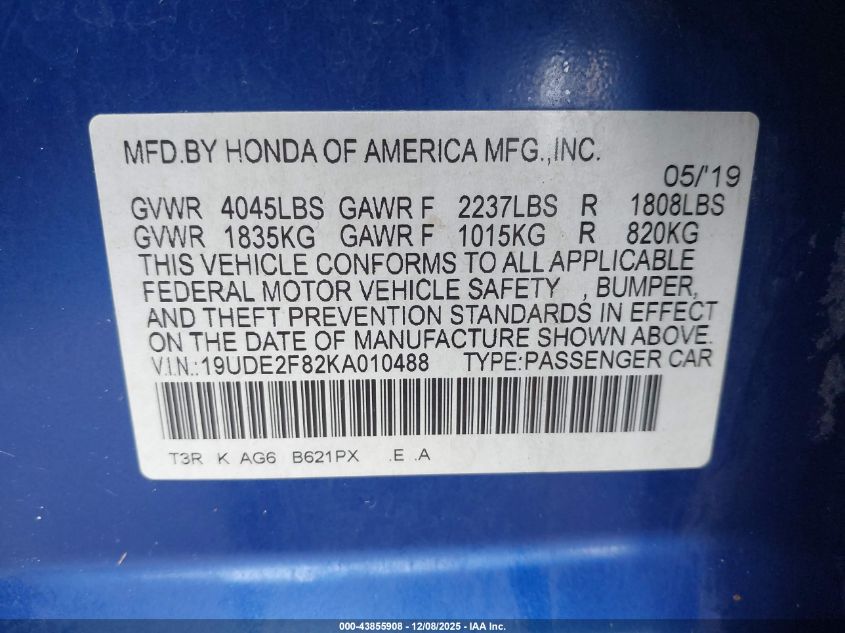 MFD.BY HONDA OF AMERICA MFG.,INC.
05/'19
GVWR 4045LBS GAWR F 2237LBS R 1808LBS
GVWR 1835KG GAWR F 1015KG R 820KG
THIS VEHICLE CONFORMS TO ALL APPLICABLE
FEDERAL MOTOR VEHICLE SAFETY , BUMPER,
AND THEFT PREVENTION STANDARDS IN EFFECT
ON THE DATE OF MANUFACTURE SHOWN ABOVE.
V.I.N.:19UDE2F82KA010488 TYPE:PASSENGER CAR
T3R K AG6 B621PX .E .A
000-43855908 - 12/08/2025 - IAA Inc.